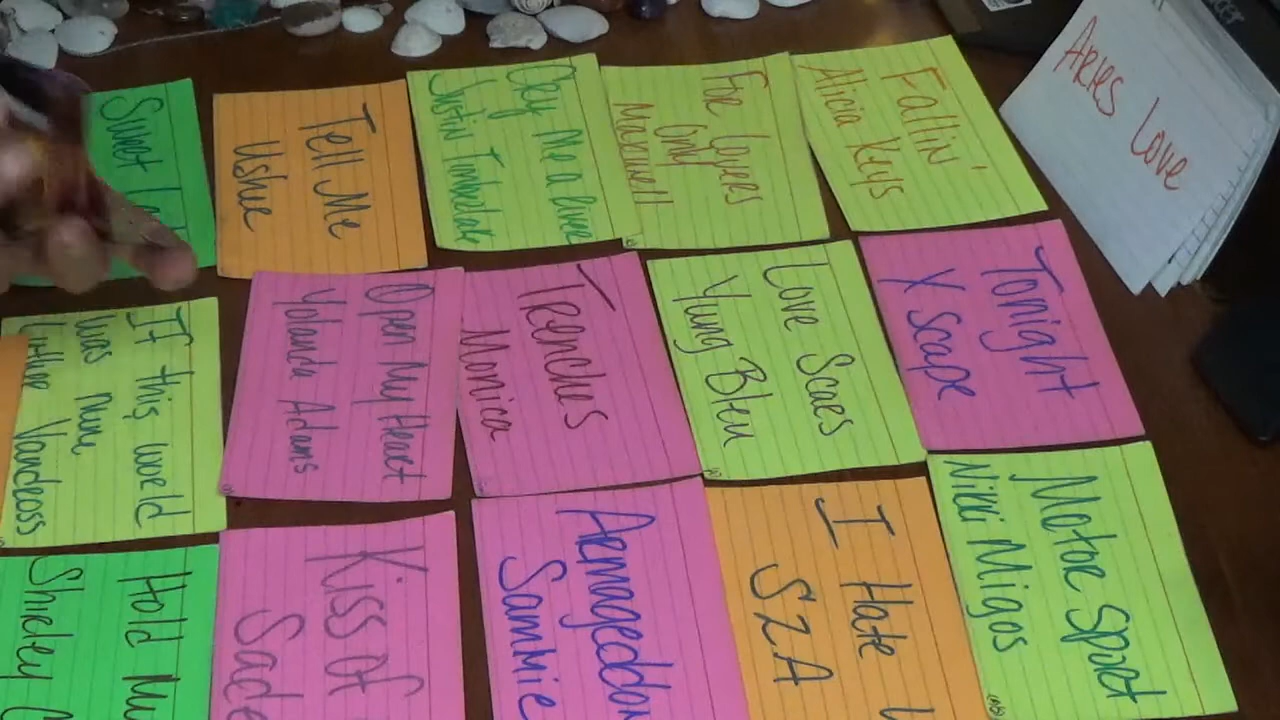 Sweet
Tell Me
Usher
Cry Me a River
Justin Timberlake
For the Lovers
Only
Maxwell
Fallin'
Alicia Keys
Aries Love
If this world
was mine
Luther Vandross
Open My Heart
Yolanda Adams
Trenches
Monica
Love Scars
Yung Bleu
Tonight
X Scape
Hold My
Shirley
Kiss of
Sade
Armageddon
Sammie
I Hate U
SZA
Motor Sport
Nikki Migos